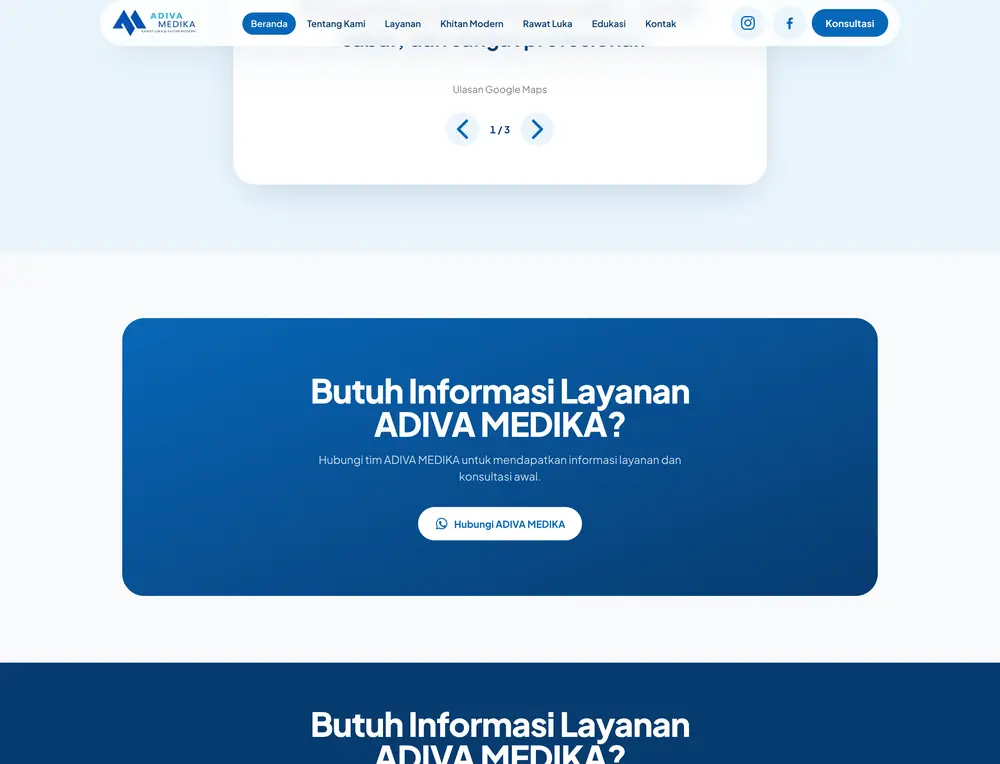 ADIVA
MEDIKA
Beranda
Tentang Kami
Layanan
Khitan Modern
Rawat Luka
Edukasi
Kontak
Konsultasi
Ulasan Google Maps
1 / 3
Butuh Informasi Layanan
ADIVA MEDIKA?
Hubungi tim ADIVA MEDIKA untuk mendapatkan informasi layanan dan
konsultasi awal.
Hubungi ADIVA MEDIKA
Butuh Informasi Layanan
ADIVA MEDIKA?